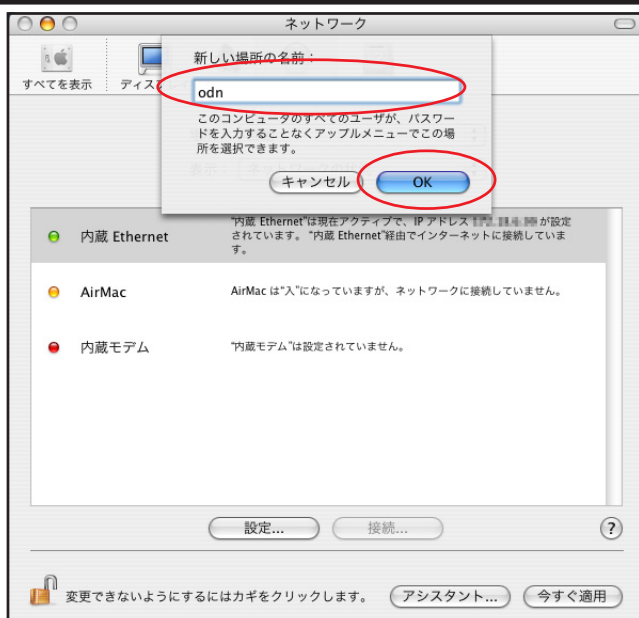 ネットワーク
すべてを表示
新しい場所の名前：
odn
このコンピュータのすべてのユーザが、パスワー
ドを入力することなくアップルメニューでこの場
所を選択できます。
キャンセル
OK
内蔵 Ethernet
“内蔵 Ethernet”は現在アクティブで、IP アドレス が設定
されています。“内蔵 Ethernet”経由でインターネットに接続していま
す。
AirMac
AirMac は“入”になっていますが、ネットワークに接続していません。
内蔵モデム
“内蔵モデム”は設定されていません。
設定...
接続...
?
変更できないようにするにはカギをクリックします。
アシスタント...
今すぐ適用